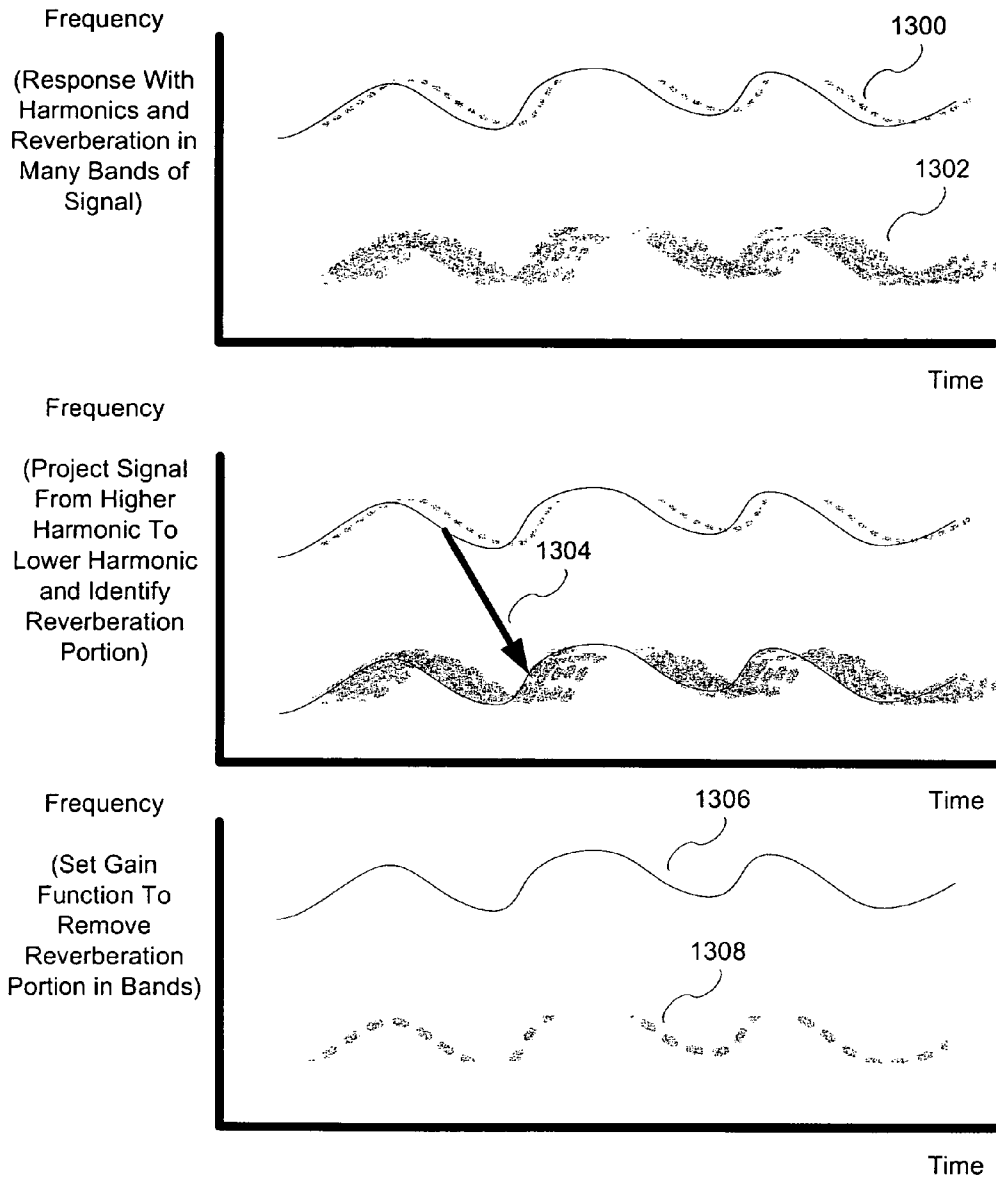 Frequency
1300
(Response With
Harmonics and
Reverberation in
Many Bands of
Signal)
1302
Time
Frequency
(Project Signal
From Higher
Harmonic To
Lower Harmonic
and Identify
Reverberation
Portion)
1304
Time
Frequency
1306
(Set Gain
Function To
Remove
Reverberation
Portion in Bands)
1308
Time